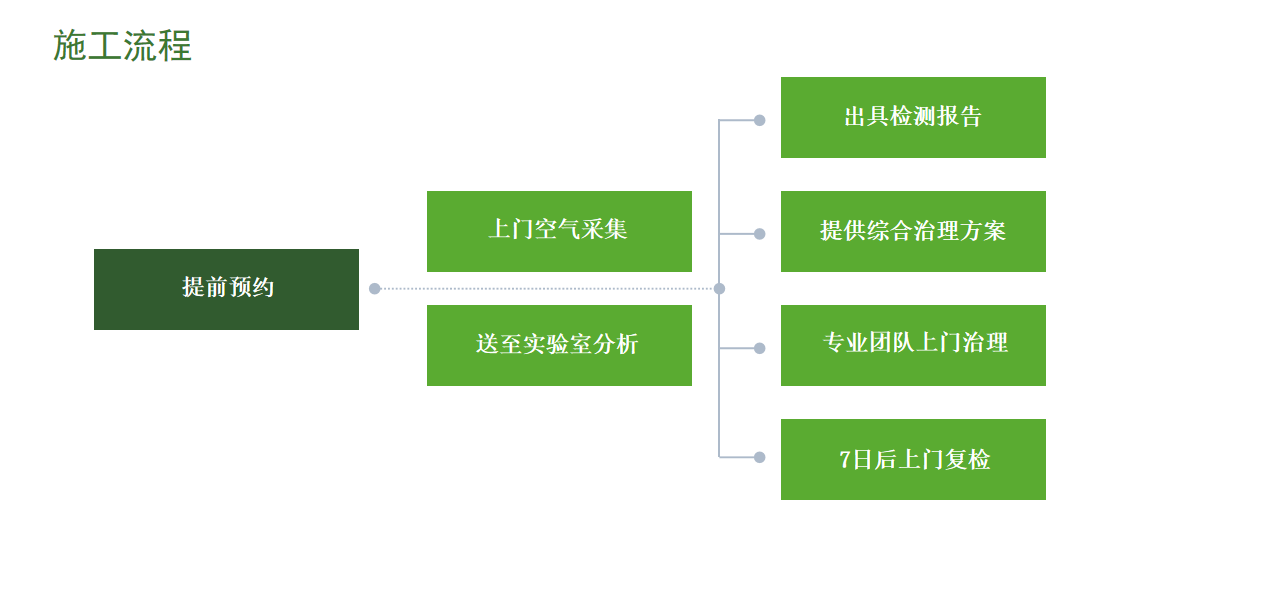 施工流程
提前预约
上门空气采集
送至实验室分析
出具检测报告
提供综合治理方案
专业团队上门治理
7日后上门复检